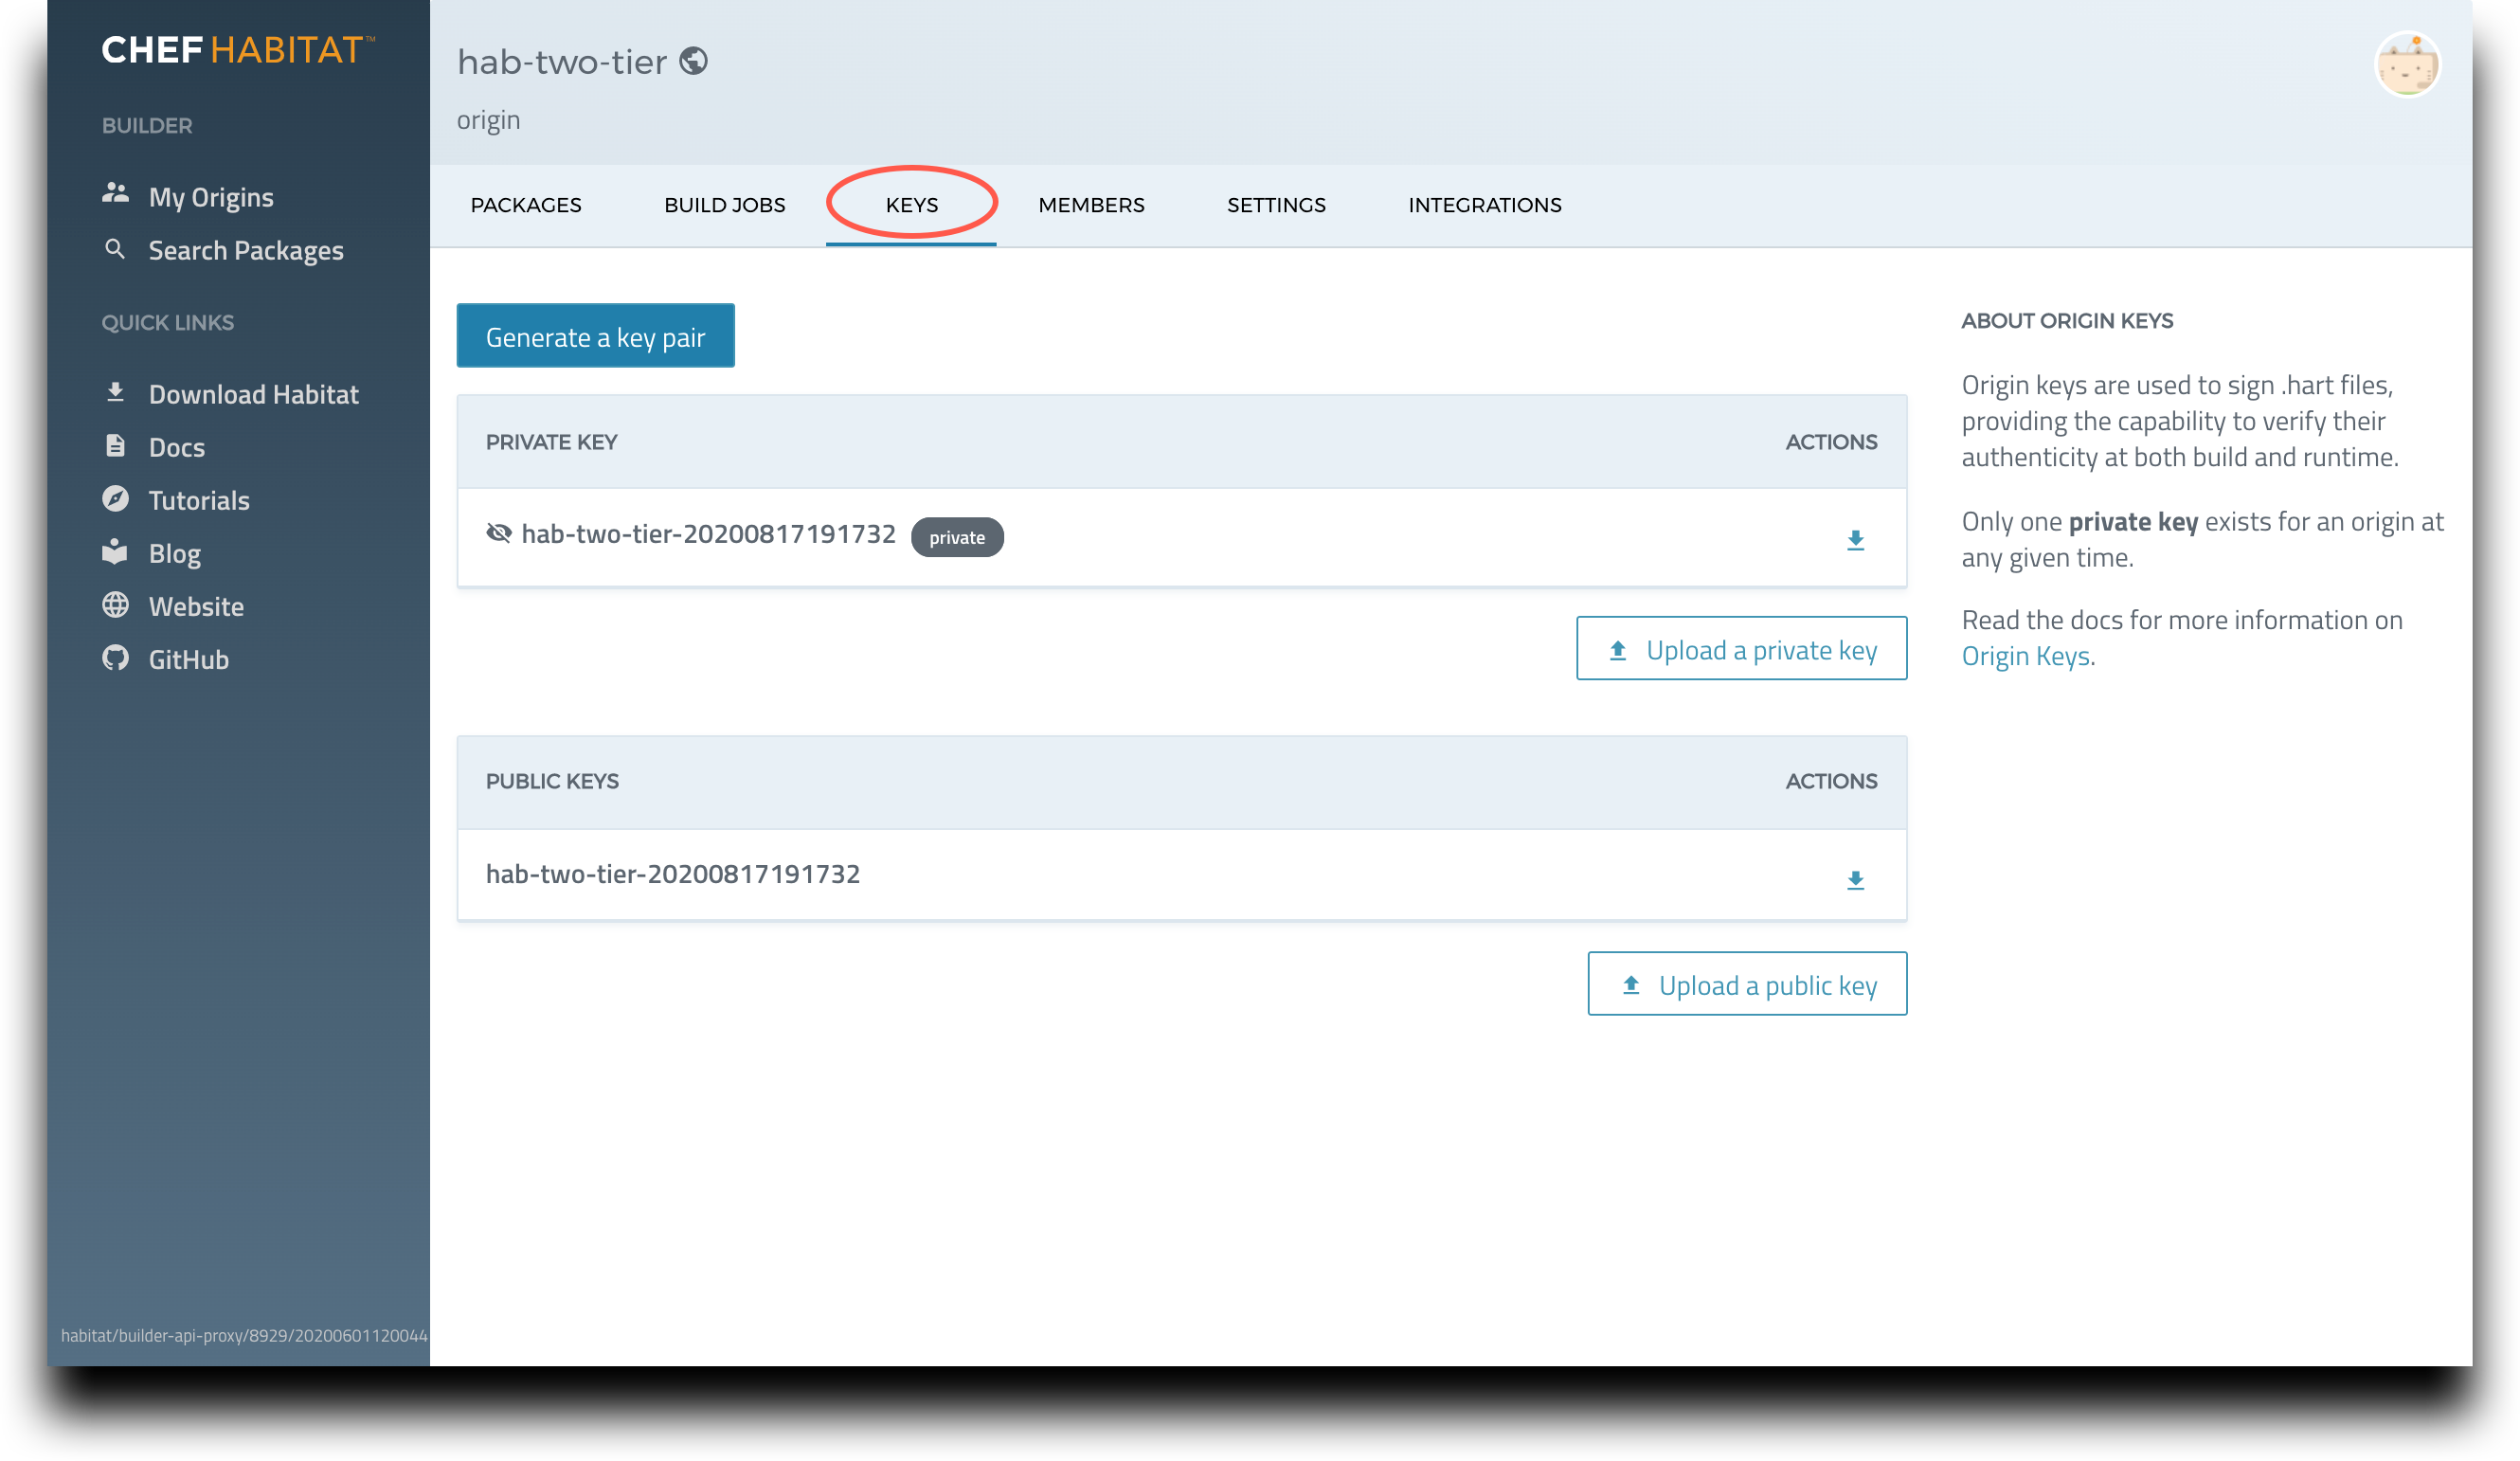 CHEF HABITAT™
BUILDER
My Origins
Search Packages
QUICK LINKS
Download Habitat
Docs
Tutorials
Blog
Website
GitHub
habitat/builder-api-proxy/8929/20200601120044
hab-two-tier
origin
PACKAGES
BUILD JOBS
KEYS
MEMBERS
SETTINGS
INTEGRATIONS
Generate a key pair
PRIVATE KEY
ACTIONS
hab-two-tier-20200817191732
private
Upload a private key
PUBLIC KEYS
ACTIONS
hab-two-tier-20200817191732
Upload a public key
ABOUT ORIGIN KEYS
Origin keys are used to sign .hart files,
providing the capability to verify their
authenticity at both build and runtime.
Only one private key exists for an origin at
any given time.
Read the docs for more information on
Origin Keys.